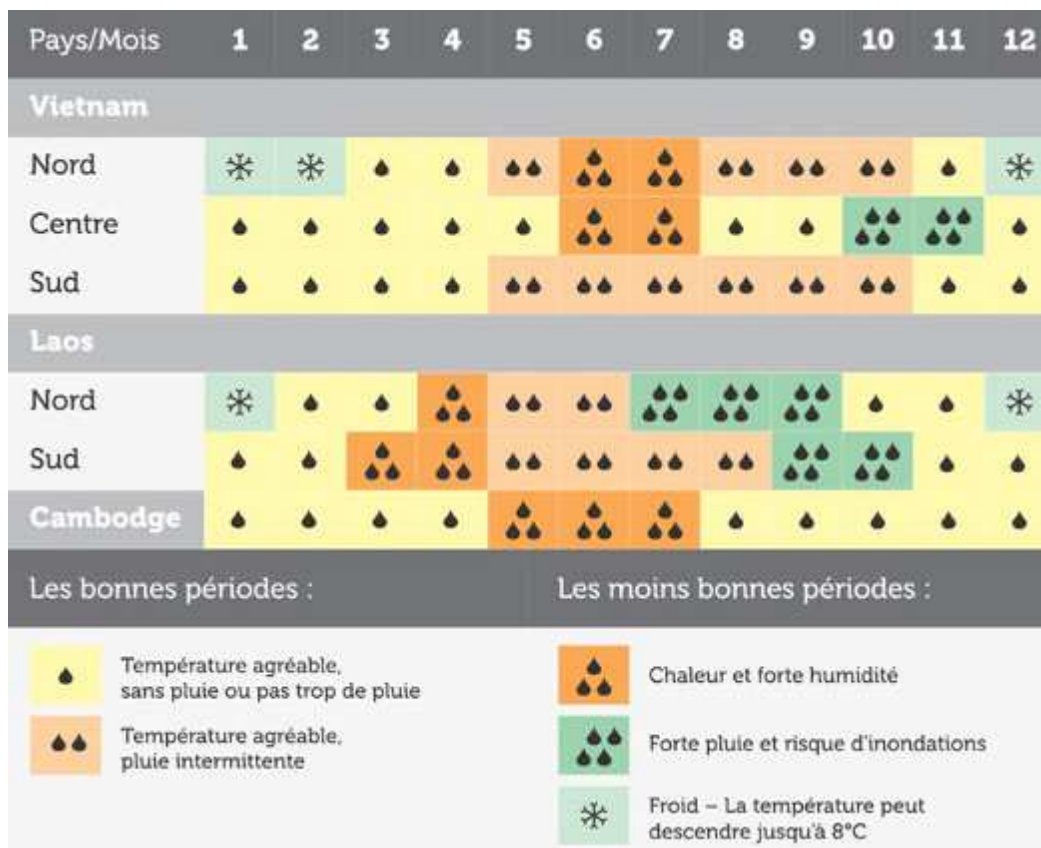 Pays/Mois 1 2 3 4 5 6 7 8 9 10 11 12
Vietnam
Nord
Centre
Sud
Laos
Nord
Sud
Cambodge
Les bonnes périodes :
Température agréable,
sans pluie ou pas trop de pluie
Température agréable,
pluie intermittente
Les moins bonnes périodes :
Chaleur et forte humidité
Forte pluie et risque d'inondations
Froid – La température peut
descendre jusqu'à 8°C